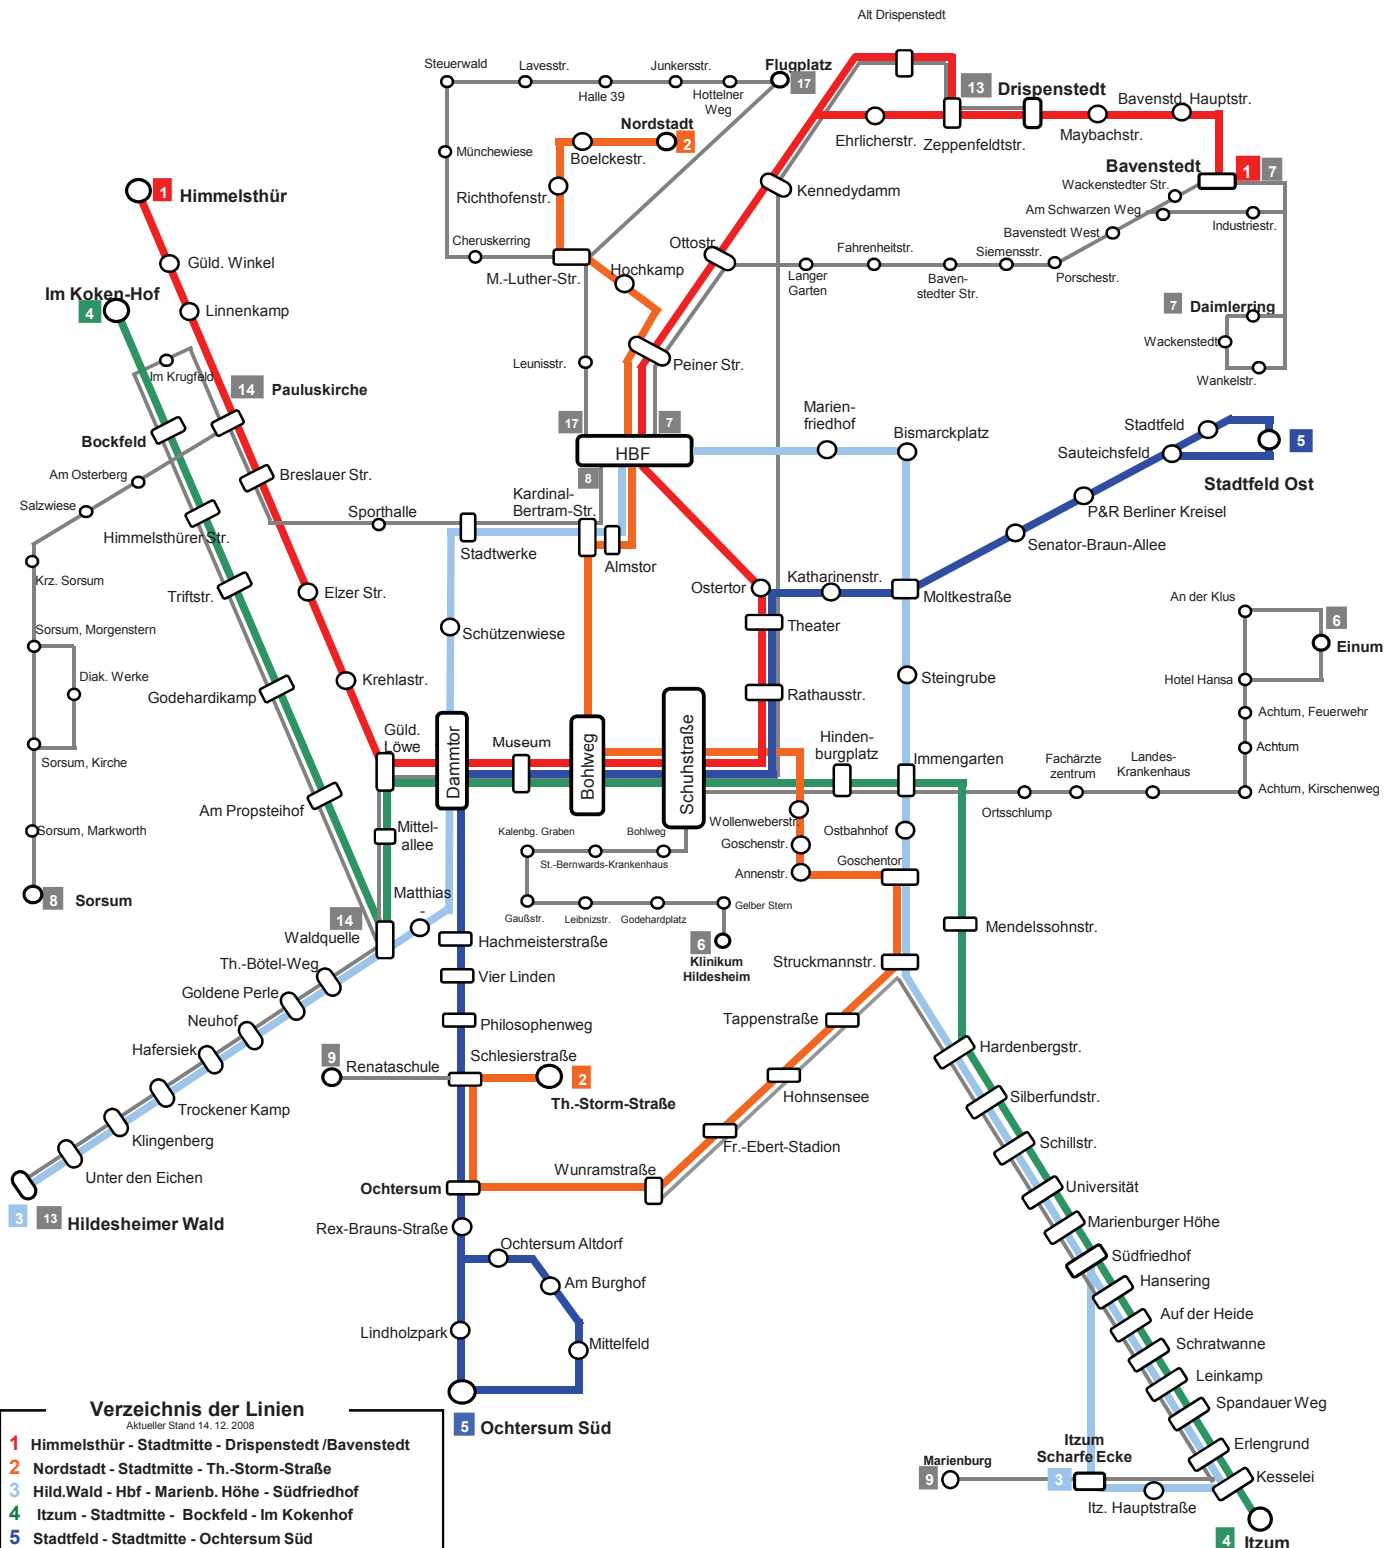 Alt Drispenstedt
Steuerwald
Lavesstr.
Junkersstr.
Flugplatz
17
Halle 39
Hottelner
Weg
13
Drispenstedt
Bavenstd. Hauptstr.
Nordstadt
2
Boelckestr.
Ehrlicherstr.
Zeppenfeldtstr.
Maybachstr.
Münchewiese
Bavenstedt
1
7
Richthofenstr.
Kennedydamm
Wackenstedter Str.
Am Schwarzen Weg
Industriestr.
1
Himmelsthür
Cheruskerring
Ottostr.
Fahrenheitstr.
Bavenstedt West
Siemensstr.
Güld. Winkel
M.-Luther-Str.
Hochkamp
Langer
Garten
Baven-
stedter Str.
Porschestr.
Im Koken-Hof
4
Linnenkamp
7
Daimlerring
Wackenstedt
Leunisstr.
Peiner Str.
Wankelstr.
Im Krugfeld
14
Pauluskirche
17
7
Marien-
friedhof
Bismarckplatz
Stadtfeld
5
Bockfeld
HBF
Sauteichsfeld
Am Osterberg
Breslauer Str.
8
Stadtfeld Ost
Salzwiese
Sporthalle
Kardinal-
Bertram-Str.
P&R Berliner Kreisel
Himmelsthürer Str.
Stadtwerke
Almstor
Senator-Braun-Allee
Krz. Sorsum
Triftstr.
Elzer Str.
Ostertor
Katharinenstr.
Moltkestraße
An der Klus
6
Einum
Sorsum, Morgenstern
Schützenwiese
Theater
Diak. Werke
Krehlastr.
Steingrube
Hotel Hansa
Godehardikamp
Rathausstr.
Achtum, Feuerwehr
Güld.
Löwe
Dammtor
Museum
Bohlweg
Schuhstraße
Hinden-
burgplatz
Immengarten
Fachärzte
zentrum
Landes-
Krankenhaus
Achtum
Sorsum, Kirche
Am Propsteihof
Ortsschlump
Achtum, Kirschenweg
Sorsum, Markworth
Mittel-
allee
Kalenbg. Graben
Bohlweg
Wollenweberstr.
Goschenstr.
Ostbahnhof
St.-Bernwards-Krankenhaus
Annenstr.
Goschentor
8
Sorsum
Matthias
-
14
Gaußstr.
Leibnizstr.
Godehardplatz
Gelber Stern
Waldquelle
Hachmeisterstraße
6
Klinikum
Hildesheim
Mendelssohnstr.
Th.-Bötel-Weg
Vier Linden
Struckmannstr.
Goldene Perle
Neuhof
Philosophenweg
Tappenstraße
Hafersiek
9
Renataschule
Schlesierstraße
2
Th.-Storm-Straße
Hardenbergstr.
Trockener Kamp
Hohnsensee
Silberfundstr.
Klingenberg
Fr.-Ebert-Stadion
Schillstr.
Unter den Eichen
Wunramstraße
Ochtersum
Universität
3
13
Hildesheimer Wald
Rex-Brauns-Straße
Marienburger Höhe
Ochtersum Altdorf
Südfriedhof
Am Burghof
Hansering
Auf der Heide
Lindholzpark
Mittelfeld
Schratwanne
Leinkamp
Spandauer Weg
5
Ochtersum Süd
Itzum
Scharfe Ecke
Erlengrund
Marienburg
9
3
Kesselei
Itz. Hauptstraße
4
Itzum
Verzeichnis der Linien
Aktueller Stand 14. 12. 2008
1 Himmelsthür - Stadtmitte - Drispenstedt /Bavenstedt
2 Nordstadt - Stadtmitte - Th.-Storm-Straße
3 Hild.Wald - Hbf - Marienb. Höhe - Südfriedhof
4 Itzum - Stadtmitte - Bockfeld - Im Kokenhof
5 Stadtfeld - Stadtmitte - Ochtersum Süd